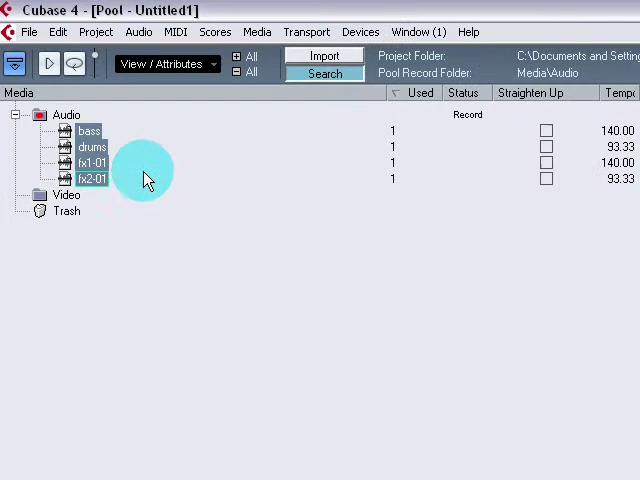 Cubase 4 - [Pool - Untitled1]
File Edit Project Audio MIDI Scores Media Transport Devices Window (1) Help
View / Attributes All Import Project Folder: C:\Documents and Setting
All Search Pool Record Folder: Media\Audio
Media Used Status Straighten Up Tempo
Audio Record
bass 1 140.00
drums 1 93.33
fx1-01 1 140.00
fx2-01 1 93.33
Video
Trash